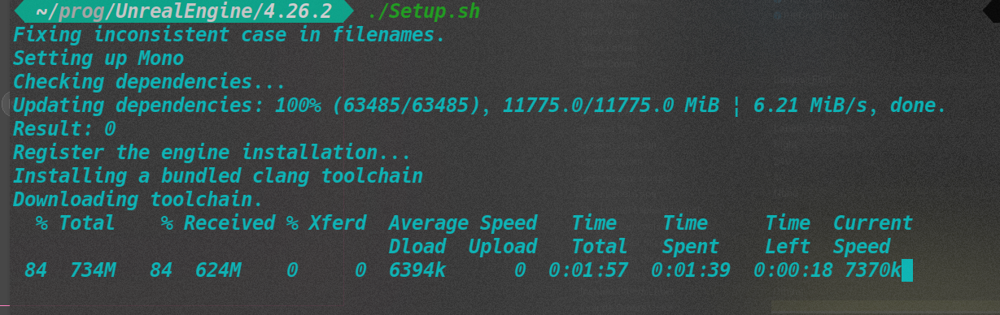 ~/prog/UnrealEngine/4.26.2 ./Setup.sh
Fixing inconsistent case in filenames.
Setting up Mono
Checking dependencies...
Updating dependencies: 100% (63485/63485), 11775.0/11775.0 MiB | 6.21 MiB/s, done.
Result: 0
Register the engine installation...
Installing a bundled clang toolchain
Downloading toolchain.
% Total % Received % Xferd Average Speed Time Time Time Current
Dload Upload Total Spent Left Speed
84 734M 84 624M 0 0 6394k 0 0:01:57 0:01:39 0:00:18 7370k